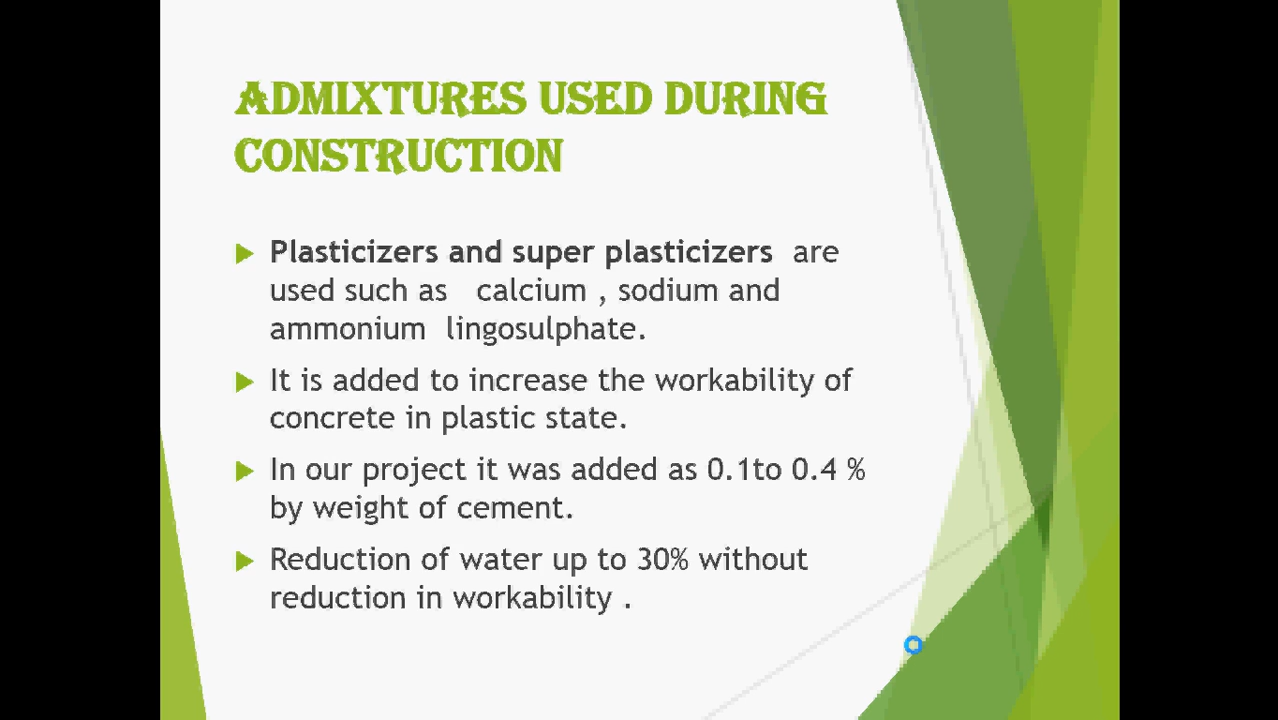 ADMIXTURES USED DURING
CONSTRUCTION
Plasticizers and super plasticizers are
used such as calcium , sodium and
ammonium lingosulphate.
It is added to increase the workability of
concrete in plastic state.
In our project it was added as 0.1to 0.4 %
by weight of cement.
Reduction of water up to 30% without
reduction in workability .